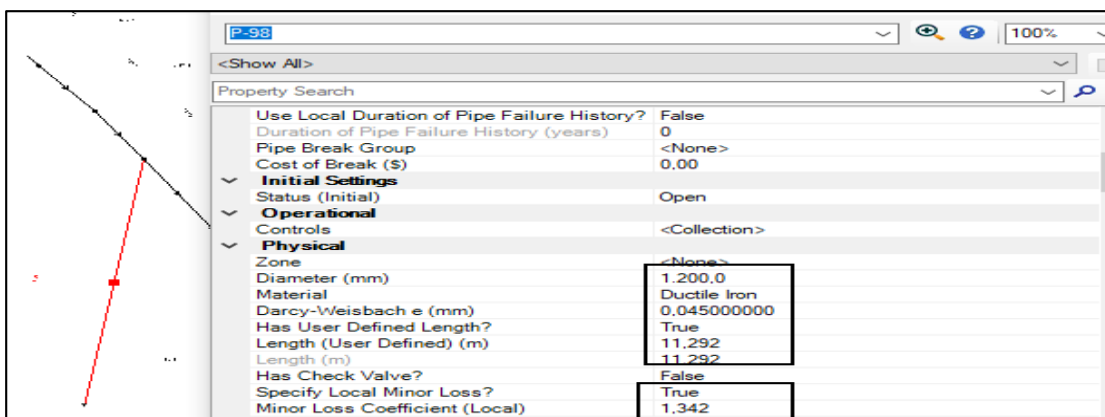 P-98
100%
<Show All>
Property Search
Use Local Duration of Pipe Failure History? False
Duration of Pipe Failure History (years) 0
Pipe Break Group <None>
Cost of Break ($) 0,00
Initial Settings
Status (Initial) Open
Operational
Controls <Collection>
Physical
Zone <None>
Diameter (mm) 1.200,0
Material Ductile Iron
Darcy-Weisbach e (mm) 0,045000000
Has User Defined Length? True
Length (User Defined) (m) 11,292
Length (m) 11,292
Has Check Valve? False
Specify Local Minor Loss? True
Minor Loss Coefficient (Local) 1,342